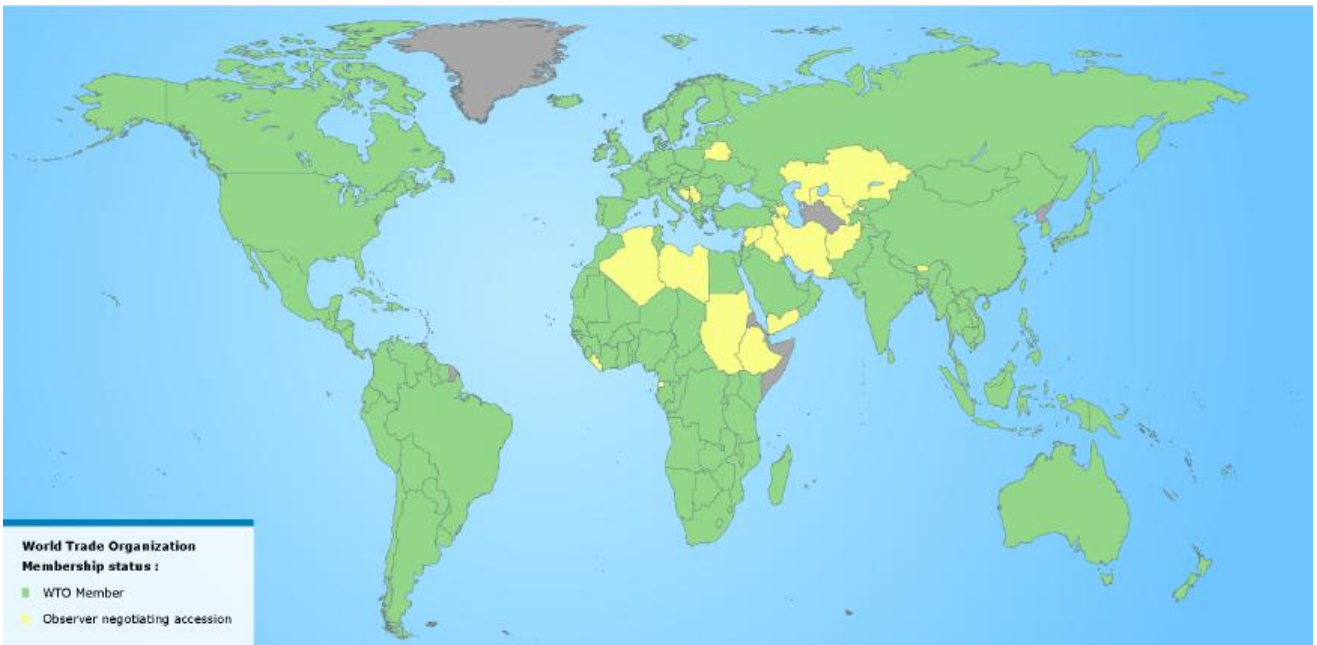 World Trade Organization
Membership status :
WTO Member
Observer negotiating accession